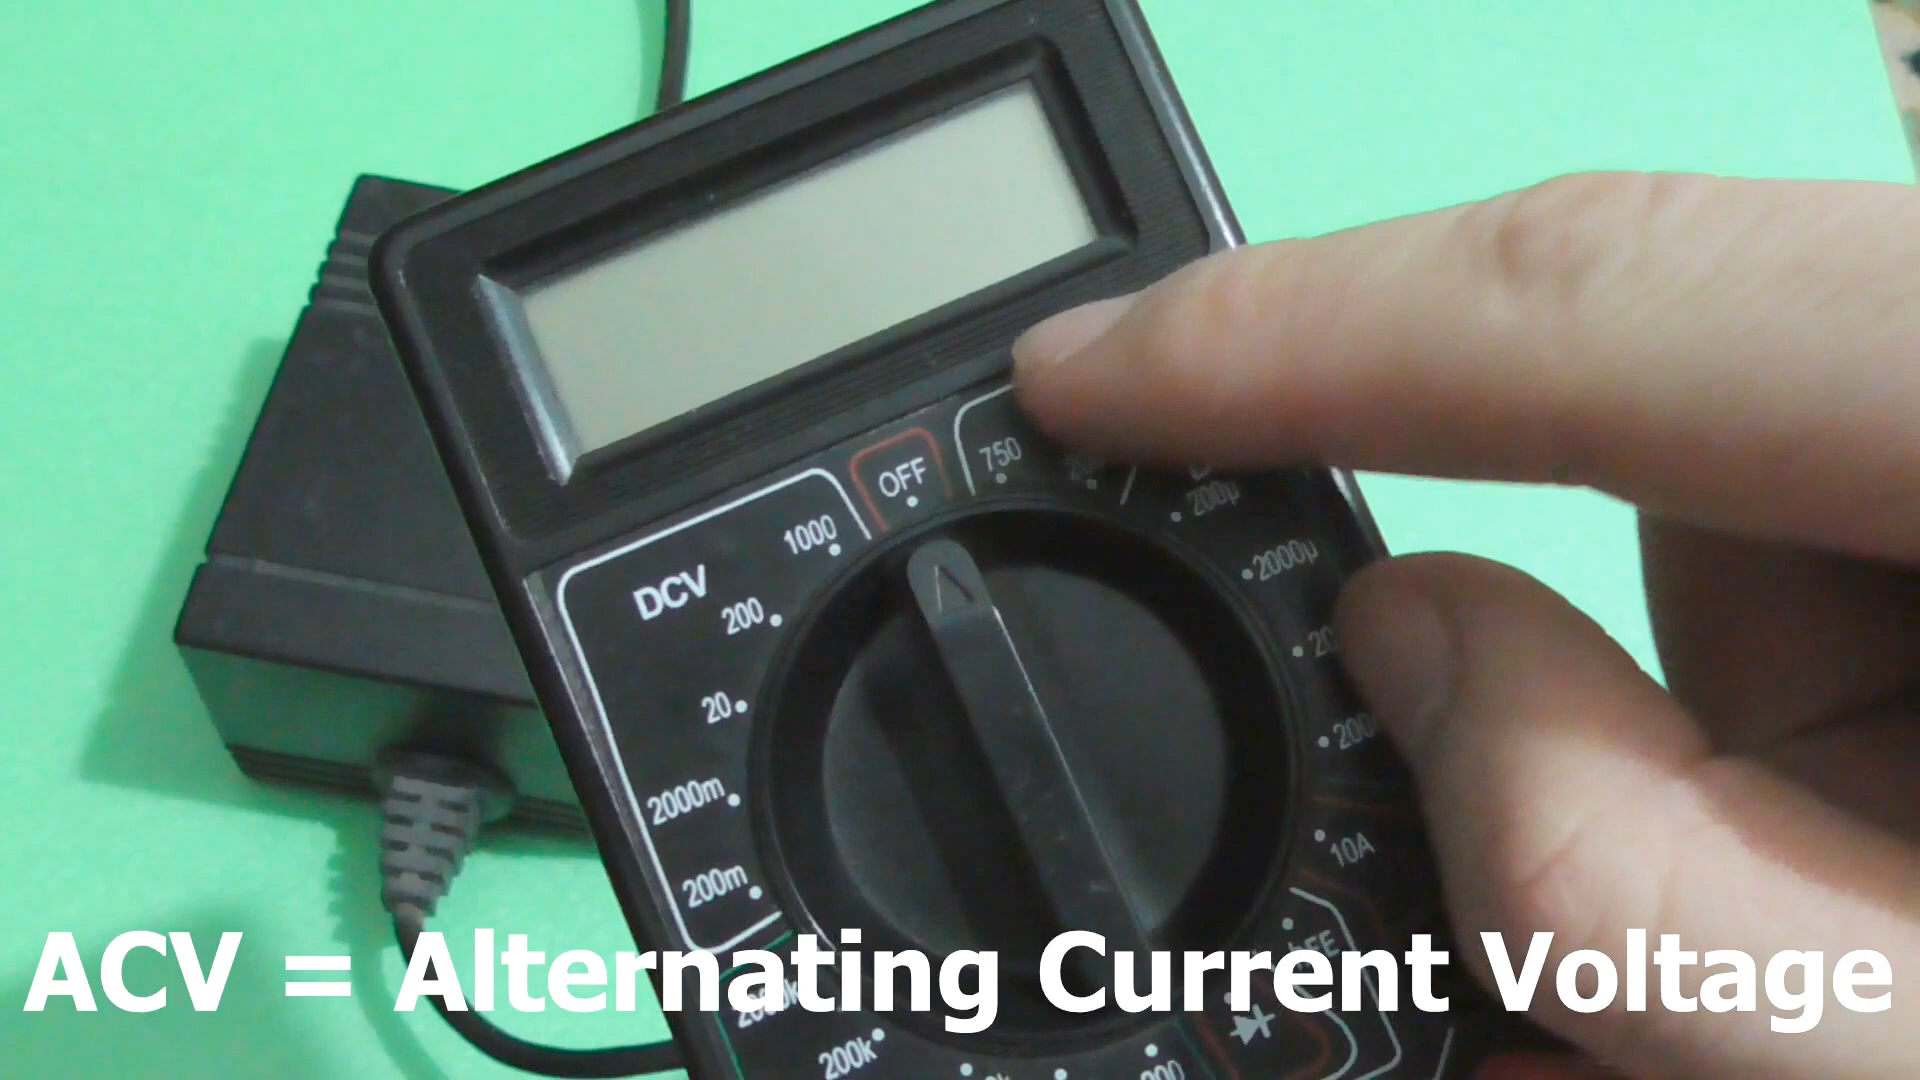 OFF
750
200µ
1000
DCV
200
2000µ
20
2000m
10A
200m
ACV = Alternating Current Voltage
200k